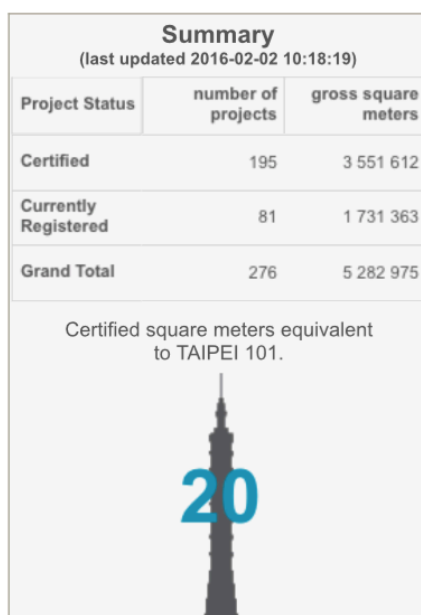 Summary
(last updated 2016-02-02 10:18:19)
Project Status number of projects gross square meters
Certified 195 3 551 612
Currently Registered 81 1 731 363
Grand Total 276 5 282 975
Certified square meters equivalent
to TAIPEI 101.
20